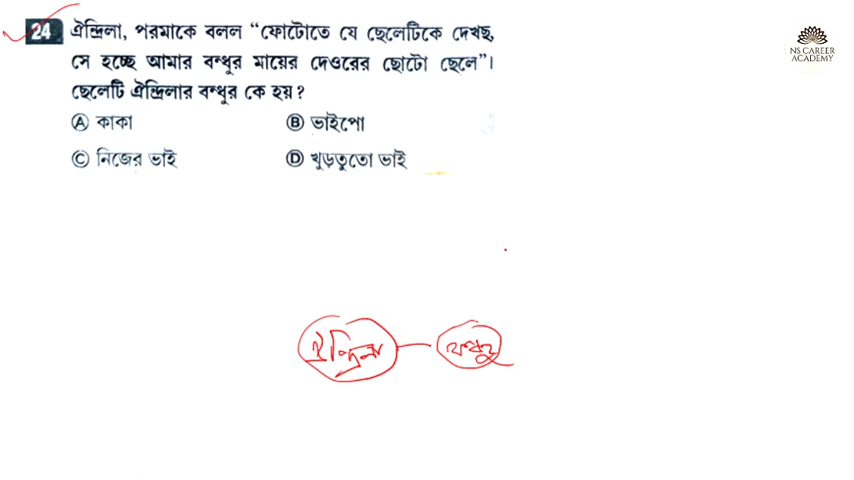 24 ঐন্দ্রিলা, পরমাকে বলল “ফোটোতে যে ছেলেটিকে দেখছ,
সে হচ্ছে আমার বন্ধুর মায়ের দেওরের ছোটো ছেলে”।
ছেলেটি ঐন্দ্রিলার বন্ধুর কে হয়?
Ⓐ কাকা Ⓑ ভাইপো
Ⓒ নিজের ভাই Ⓓ খুড়তুতো ভাই
NS CAREER
ACADEMY
ঐন্দ্রিলা বন্ধু